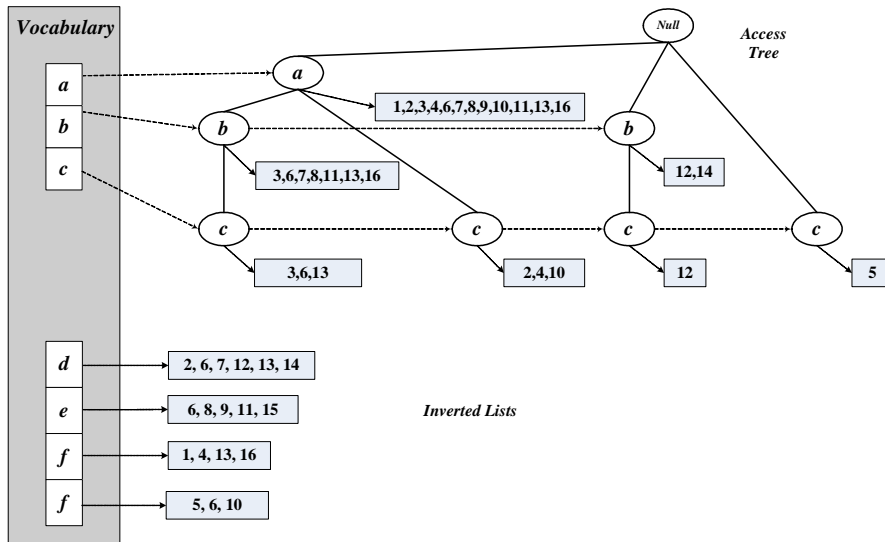 Vocabulary
Null
Access
Tree
a
a
1,2,3,4,6,7,8,9,10,11,13,16
b
b
b
3,6,7,8,11,13,16
12,14
c
c
c
c
c
3,6,13
2,4,10
12
5
d
2, 6, 7, 12, 13, 14
e
6, 8, 9, 11, 15
Inverted Lists
f
1, 4, 13, 16
f
5, 6, 10